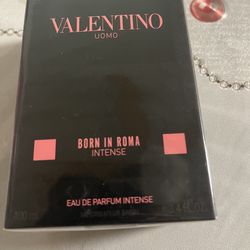 VALENTINO
UOMO
BORN IN ROMA
INTENSE
EAU DE PARFUM INTENSE